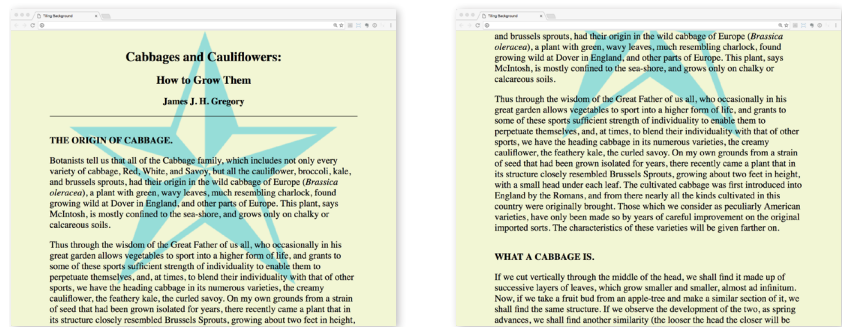 Tiling Background
Cabbages and Cauliflowers:
How to Grow Them
James J. H. Gregory
THE ORIGIN OF CABBAGE.
Botanists tell us that all of the Cabbage family, which includes not only every
variety of cabbage, Red, White, and Savoy, but all the cauliflower, broccoli, kale,
and brussels sprouts, had their origin in the wild cabbage of Europe (Brassica
oleracea), a plant with green, wavy leaves, much resembling charlock, found
growing wild at Dover in England, and other parts of Europe. This plant, says
McIntosh, is mostly confined to the sea-shore, and grows only on chalky or
calcareous soils.
Thus through the wisdom of the Great Father of us all, who occasionally in his
great garden allows vegetables to sport into a higher form of life, and grants to
some of these sports sufficient strength of individuality to enable them to
perpetuate themselves, and, at times, to blend their individuality with that of other
sports, we have the heading cabbage in its numerous varieties, the creamy
cauliflower, the feathery kale, the curled savoy. On my own grounds from a strain
of seed that had been grown isolated for years, there recently came a plant that in
its structure closely resembled Brussels Sprouts, growing about two feet in height,
Tiling Background
and brussels sprouts, had their origin in the wild cabbage of Europe (Brassica
oleracea), a plant with green, wavy leaves, much resembling charlock, found
growing wild at Dover in England, and other parts of Europe. This plant, says
McIntosh, is mostly confined to the sea-shore, and grows only on chalky or
calcareous soils.
Thus through the wisdom of the Great Father of us all, who occasionally in his
great garden allows vegetables to sport into a higher form of life, and grants to
some of these sports sufficient strength of individuality to enable them to
perpetuate themselves, and, at times, to blend their individuality with that of other
sports, we have the heading cabbage in its numerous varieties, the creamy
cauliflower, the feathery kale, the curled savoy. On my own grounds from a strain
of seed that had been grown isolated for years, there recently came a plant that in
its structure closely resembled Brussels Sprouts, growing about two feet in height,
with a small head under each leaf. The cultivated cabbage was first introduced into
England by the Romans, and from there nearly all the kinds cultivated in this
country were originally brought. Those which we consider as peculiarly American
varieties, have only been made so by years of careful improvement on the original
imported sorts. The characteristics of these varieties will be given farther on.
WHAT A CABBAGE IS.
If we cut vertically through the middle of the head, we shall find it made up of
successive layers of leaves, which grow smaller and smaller, almost ad infinitum.
Now, if we take a fruit bud from an apple-tree and make a similar section of it, we
shall find the same structure. If we observe the development of the two, as spring
advances, we shall find another similarity (the looser the head the closer will be